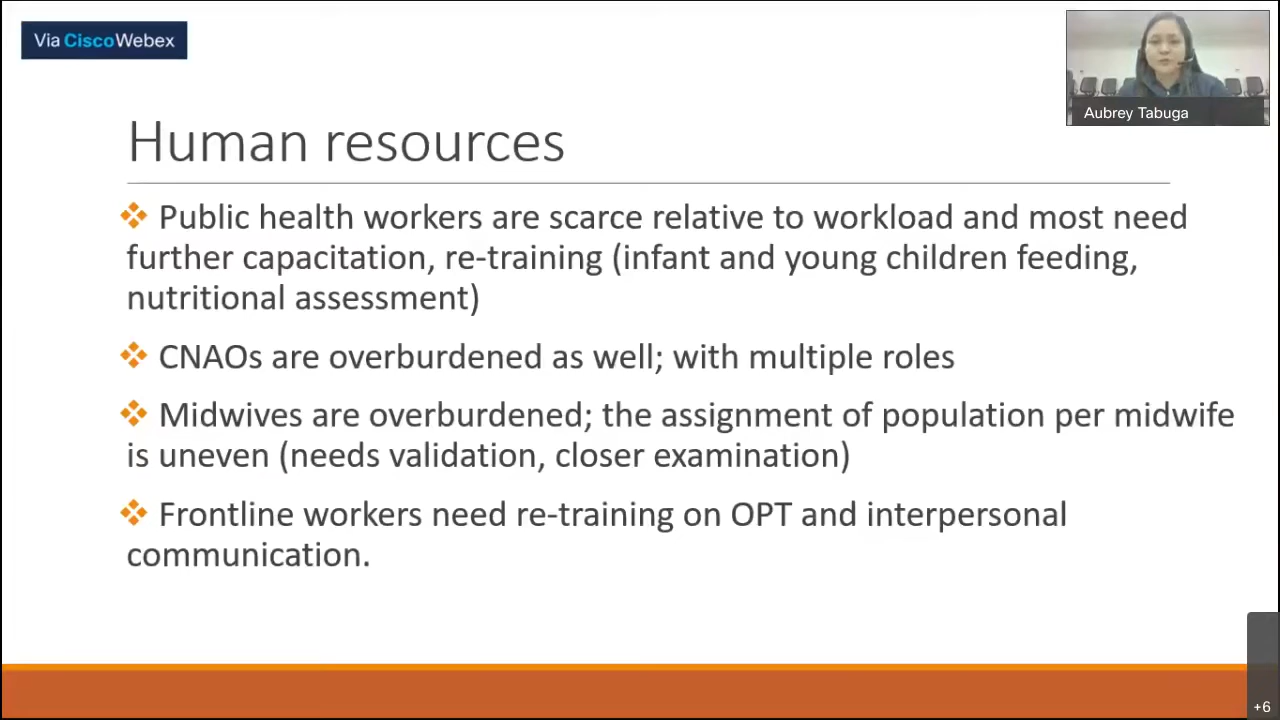 Via CiscoWebex
Aubrey Tabuga
Human resources
❖ Public health workers are scarce relative to workload and most need
further capacitation, re-training (infant and young children feeding,
nutritional assessment)
❖ CNAOs are overburdened as well; with multiple roles
❖ Midwives are overburdened; the assignment of population per midwife
is uneven (needs validation, closer examination)
❖ Frontline workers need re-training on OPT and interpersonal
communication.
+6